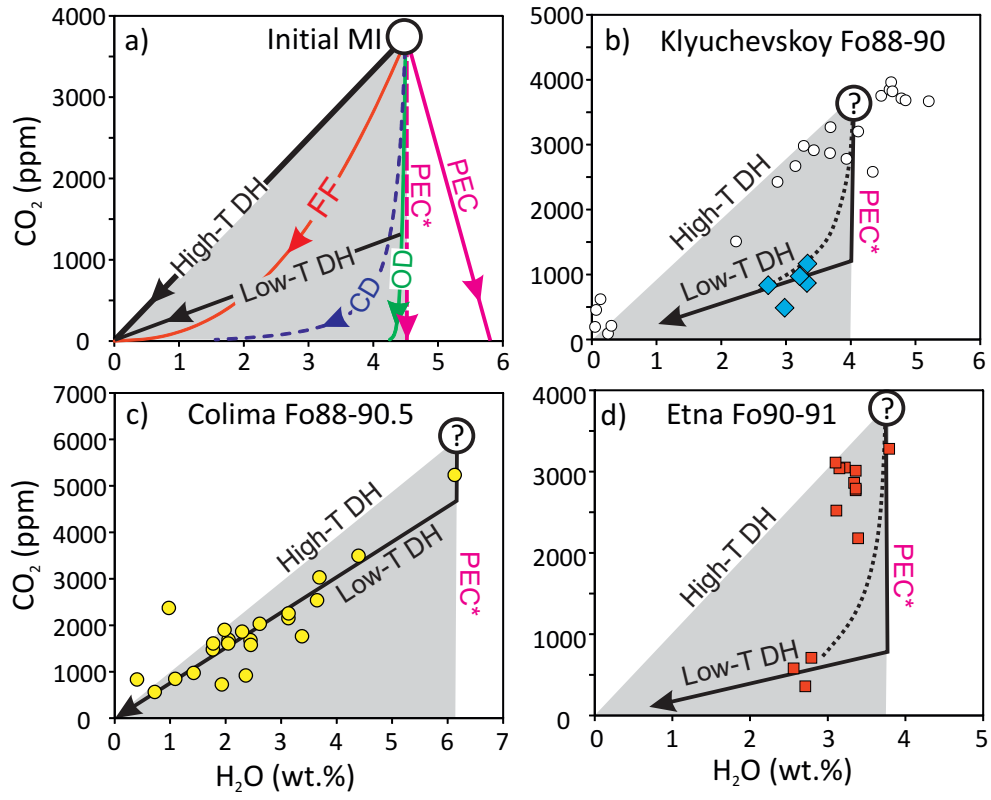 a)
Initial MI
CO2 (ppm)
4000
3000
2000
1000
0
High-T DH
FF
Low-T DH
CD
OD
PEC*
PEC
0 1 2 3 4 5 6
b)
Klyuchevskoy Fo88-90
5000
4000
3000
2000
1000
0
?
High-T DH
Low-T DH
PEC*
0 1 2 3 4 5 6
c)
Colima Fo88-90.5
CO2 (ppm)
7000
6000
5000
4000
3000
2000
1000
0
?
High-T DH
Low-T DH
PEC*
0 1 2 3 4 5 6 7
H2O (wt.%)
d)
Etna Fo90-91
4000
3000
2000
1000
0
?
High-T DH
Low-T DH
PEC*
0 1 2 3 4 5
H2O (wt.%)